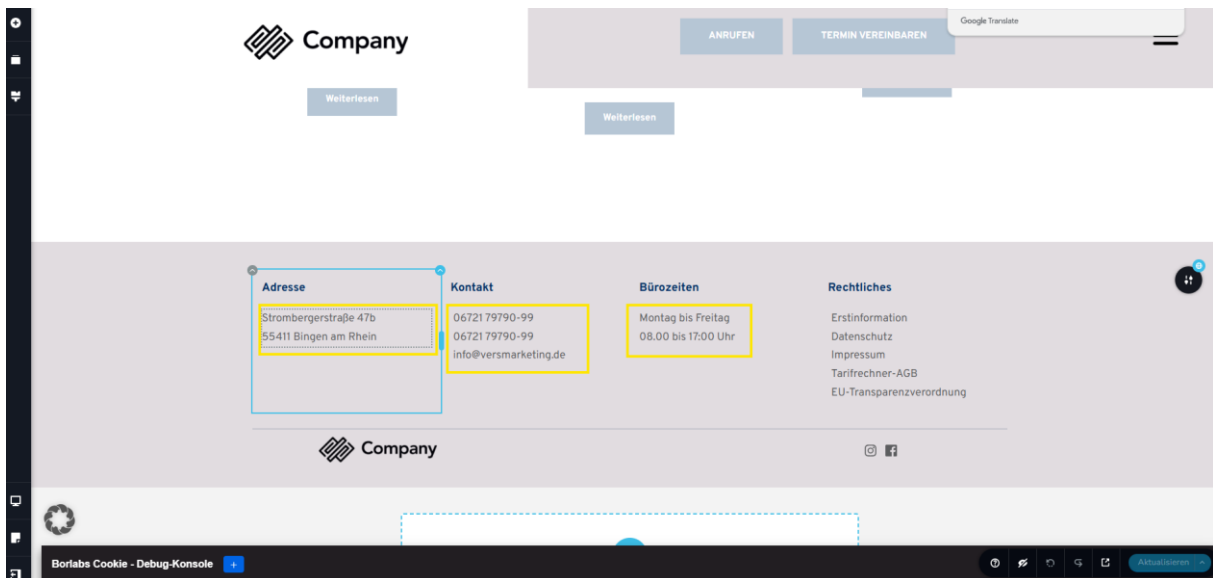 Google Translate
Company
ANRUFEN
TERMIN VEREINBAREN
Weiterlesen
Weiterlesen
Adresse
Strombergerstraße 47b
55411 Bingen am Rhein
Kontakt
06721 79790-99
06721 79790-99
info@versmarketing.de
Bürozeiten
Montag bis Freitag
08.00 bis 17:00 Uhr
Rechtliches
Erstinformation
Datenschutz
Impressum
Tarifrechner-AGB
EU-Transparenzverordnung
Company
Borlabs Cookie - Debug-Konsole
Aktualisieren